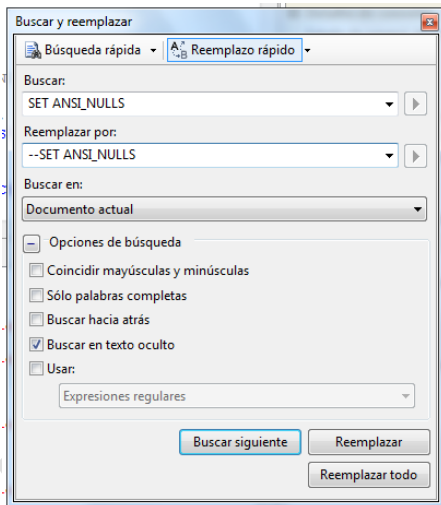 Buscar y reemplazar
Búsqueda rápida
Reemplazo rápido
Buscar:
SET ANSI_NULLS
Reemplazar por:
--SET ANSI_NULLS
Buscar en:
Documento actual
Opciones de búsqueda
Coincidir mayúsculas y minúsculas
Sólo palabras completas
Buscar hacia atrás
Buscar en texto oculto
Usar:
Expresiones regulares
Buscar siguiente
Reemplazar
Reemplazar todo